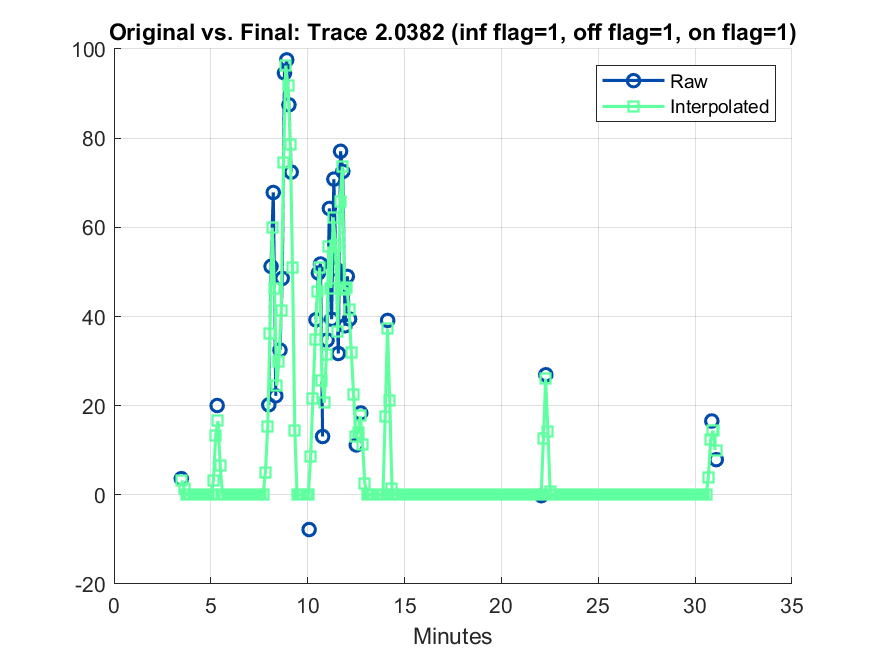 Original vs. Final: Trace 2.0382 (inf flag=1, off flag=1, on flag=1)
100
80
60
40
20
0
-20
Raw
Interpolated
0 5 10 15 20 25 30 35
Minutes